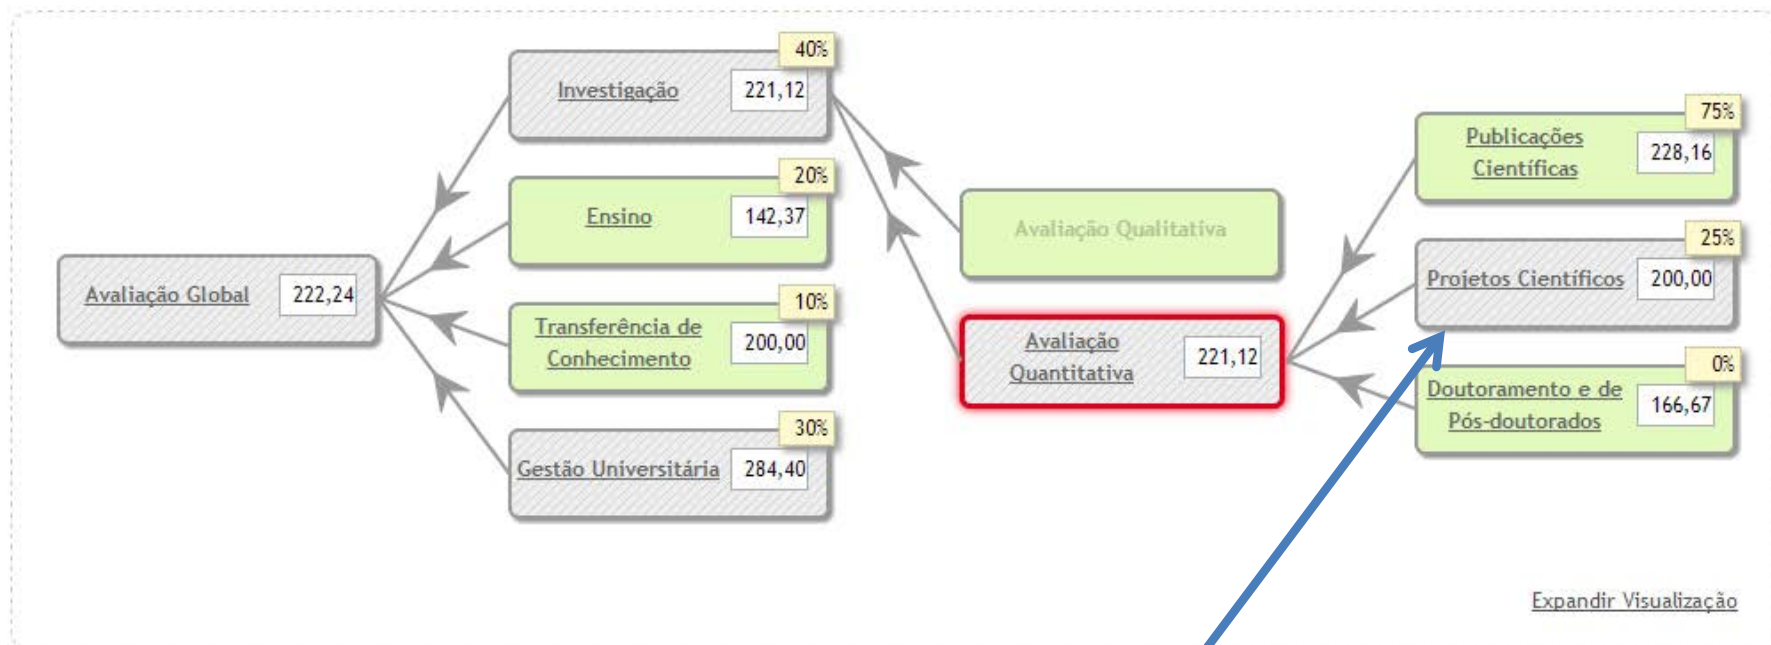 40%
Investigação
221,12
20%
Ensino
142,37
10%
Transferência de
Conhecimento
200,00
30%
Gestão Universitária
284,40
Avaliação Global
222,24
Avaliação Qualitativa
Avaliação
Quantitativa
221,12
75%
Publicações
Científicas
228,16
25%
Projetos Científicos
200,00
0%
Doutoramento e de
Pós-doutorados
166,67
Expandir Visualização